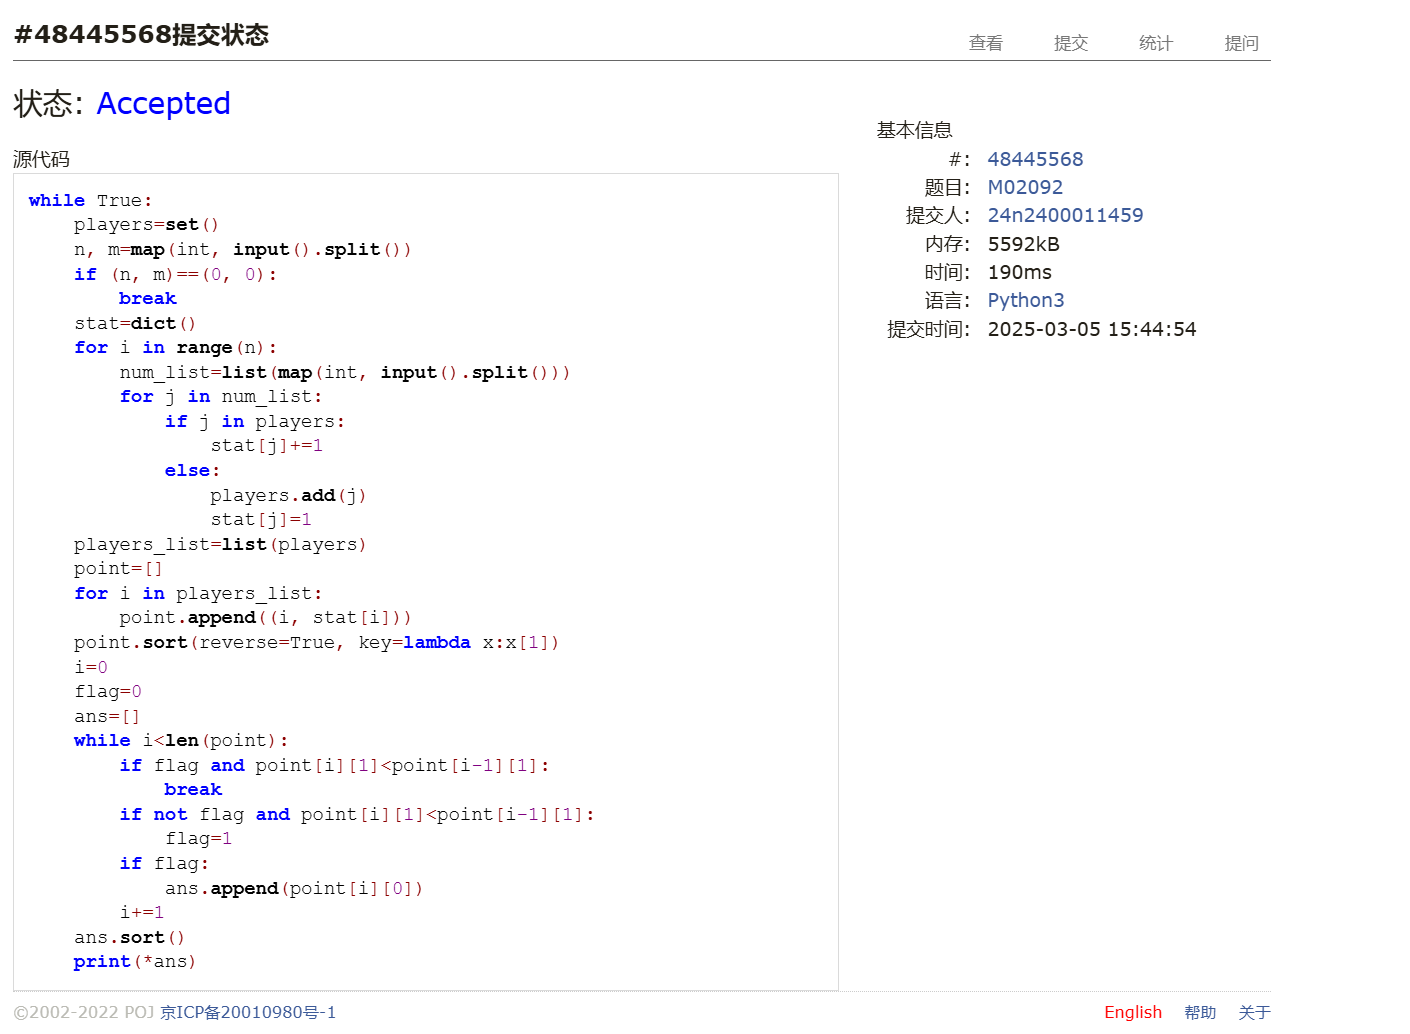 #48445568提交状态
查看 提交 统计 提问
状态: Accepted
源代码
while True:
    players=set()
    n, m=map(int, input().split())
    if (n, m)==(0, 0):
        break
    stat=dict()
    for i in range(n):
        num_list=list(map(int, input().split()))
        for j in num_list:
            if j in players:
                stat[j]+=1
            else:
                players.add(j)
                stat[j]=1
    players_list=list(players)
    point=[]
    for i in players_list:
        point.append((i, stat[i]))
    point.sort(reverse=True, key=lambda x:x[1])
    i=0
    flag=0
    ans=[]
    while i<len(point):
        if flag and point[i][1]<point[i-1][1]:
            break
        if not flag and point[i][1]<point[i-1][1]:
            flag=1
        if flag:
            ans.append(point[i][0])
        i+=1
    ans.sort()
    print(*ans)
基本信息
#: 48445568
题目: M02092
提交人: 24n2400011459
内存: 5592kB
时间: 190ms
语言: Python3
提交时间: 2025-03-05 15:44:54
©2002-2022 POJ 京ICP备20010980号-1
English 帮助 关于